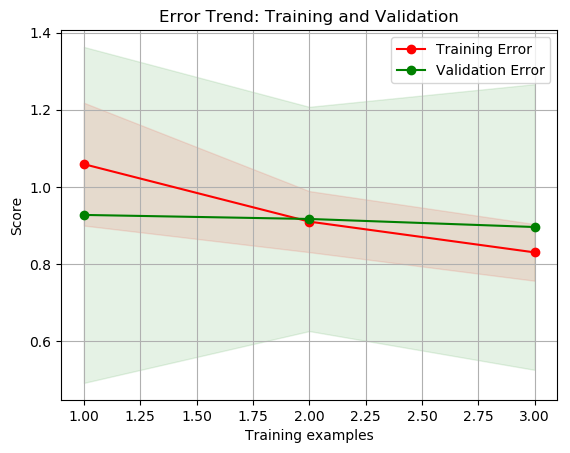 Error Trend: Training and Validation
Training Error
Validation Error
1.4
1.2
1.0
0.8
0.6
Score
1.00 1.25 1.50 1.75 2.00 2.25 2.50 2.75 3.00
Training examples